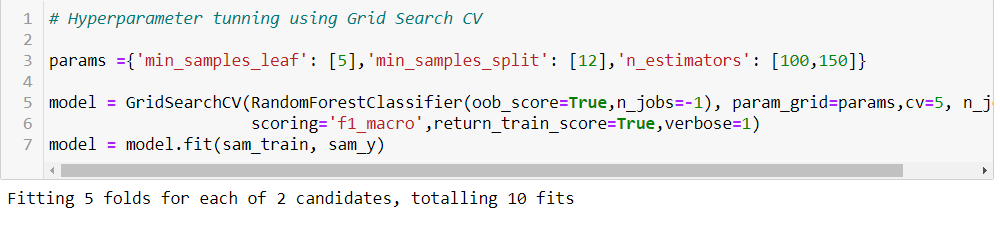 1 # Hyperparameter tunning using Grid Search CV
2
3 params ={'min_samples_leaf': [5],'min_samples_split': [12],'n_estimators': [100,150]}
4
5 model = GridSearchCV(RandomForestClassifier(oob_score=True,n_jobs=-1), param_grid=params,cv=5, n_j
6 scoring='f1_macro',return_train_score=True,verbose=1)
7 model = model.fit(sam_train, sam_y)
Fitting 5 folds for each of 2 candidates, totalling 10 fits